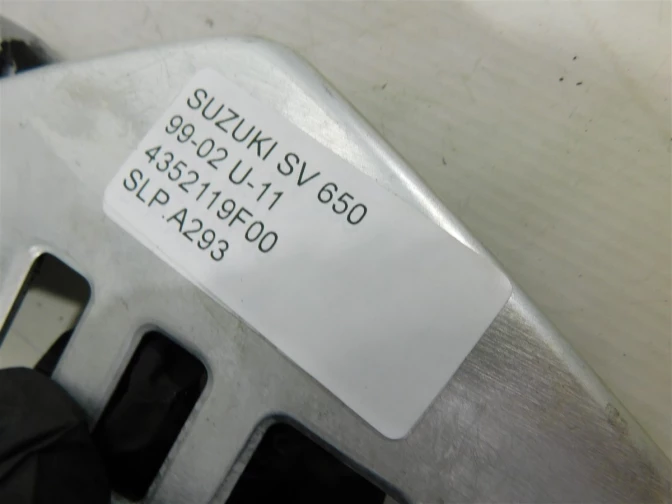 SUZUKI SV 650
99-02 U-11
4352119F00
SLP.A293